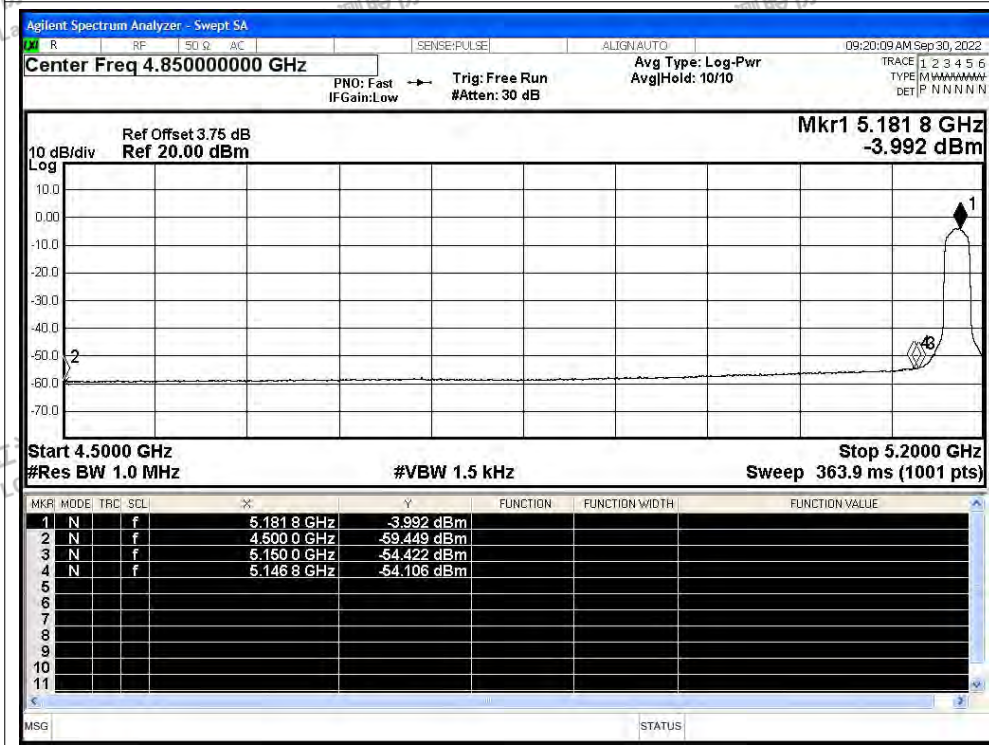 Agilent Spectrum Analyzer - Swept SA
R RF 50 Ω AC SENSE:PULSE ALIGN AUTO 09:20:09 AM Sep 30, 2022
Center Freq 4.850000000 GHz
PNO: Fast
IFGain:Low
Trig: Free Run
#Atten: 30 dB
Avg Type: Log-Pwr
Avg|Hold: 10/10
TRACE 1 2 3 4 5 6
TYPE M
DET P N N N N N
Mkr1 5.181 8 GHz
-3.992 dBm
Ref Offset 3.75 dB
10 dB/div Ref 20.00 dBm
Log
10.0
0.00
-10.0
-20.0
-30.0
-40.0
-50.0
-60.0
-70.0
1
2
4 3
Start 4.5000 GHz Stop 5.2000 GHz
#Res BW 1.0 MHz #VBW 1.5 kHz Sweep 363.9 ms (1001 pts)
MKR MODE TRC SCL X Y FUNCTION FUNCTION WIDTH FUNCTION VALUE
1 N f 5.181 8 GHz -3.992 dBm
2 N f 4.500 0 GHz -59.449 dBm
3 N f 5.150 0 GHz -54.422 dBm
4 N f 5.146 8 GHz -54.106 dBm
5
6
7
8
9
10
11
MSG STATUS